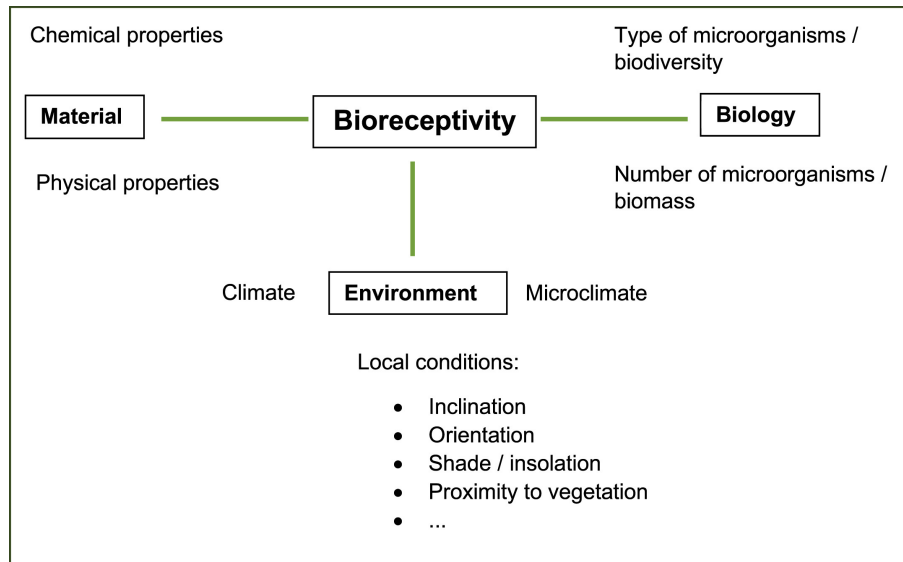 Chemical properties
Type of microorganisms /
biodiversity
Material
Bioreceptivity
Biology
Physical properties
Number of microorganisms /
biomass
Climate
Environment
Microclimate
Local conditions:
• Inclination
• Orientation
• Shade / insolation
• Proximity to vegetation
• ...